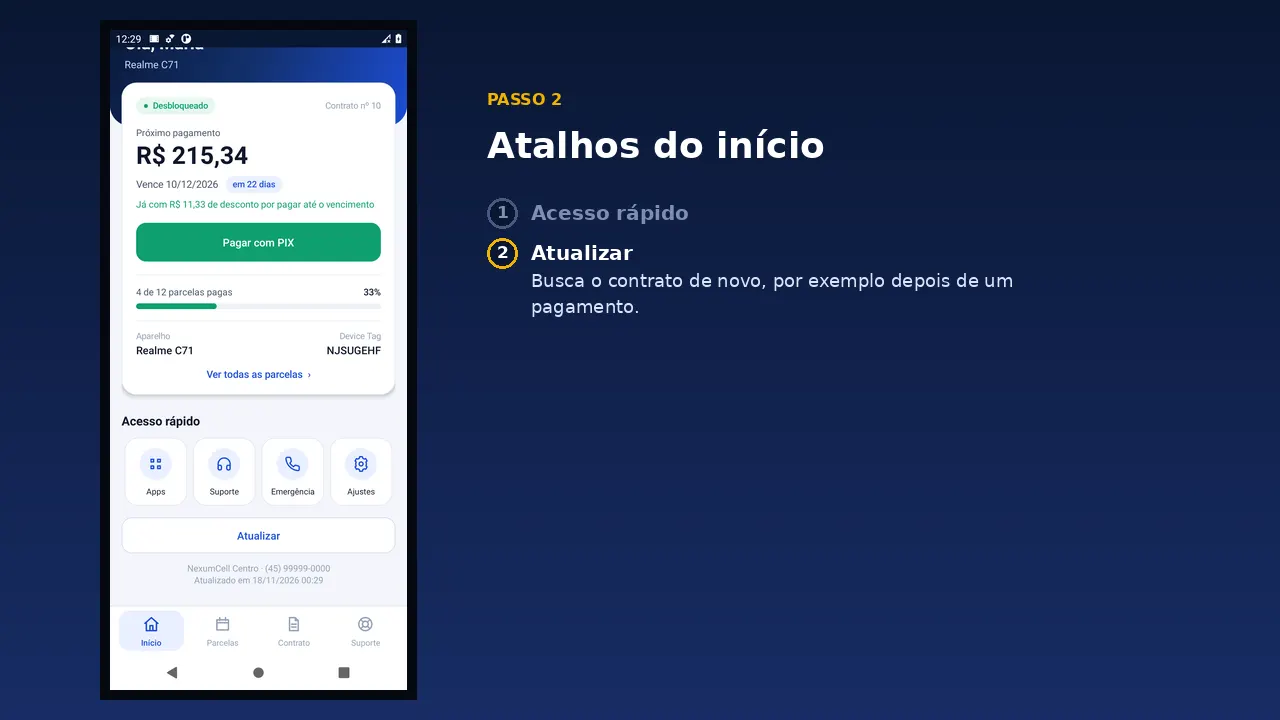 12:29
Realme C71
Desbloqueado
Contrato nº 10
Próximo pagamento
R$ 215,34
Vence 10/12/2026
em 22 dias
Já com R$ 11,33 de desconto por pagar até o vencimento
Pagar com PIX
4 de 12 parcelas pagas
33%
Aparelho
Device Tag
Realme C71
NJSUGEHF
Ver todas as parcelas ›
Acesso rápido
Apps
Suporte
Emergência
Ajustes
Atualizar
NexumCell Centro · (45) 99999-0000
Atualizado em 18/11/2026 00:29
Início
Parcelas
Contrato
Suporte
PASSO 2
Atalhos do início
1 Acesso rápido
2 Atualizar
Busca o contrato de novo, por exemplo depois de um
pagamento.